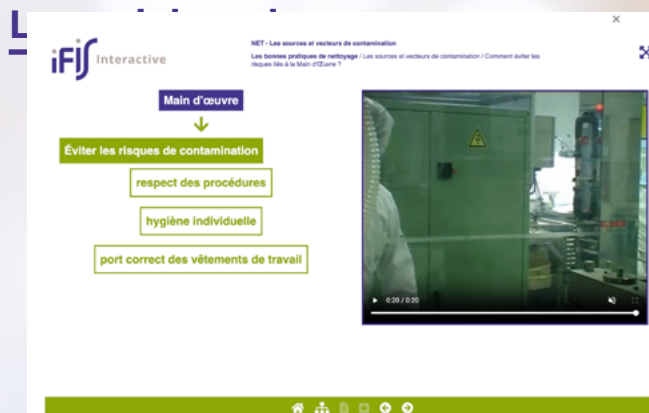 L
iFiS Interactive
NET - Les sources et vecteurs de contamination
Les bonnes pratiques de nettoyage / Les sources et vecteurs de contamination / Comment éviter les
risques liés à la Main d'Œuvre ?
Main d'œuvre
Éviter les risques de contamination
respect des procédures
hygiène individuelle
port correct des vêtements de travail
0:20 / 0:20